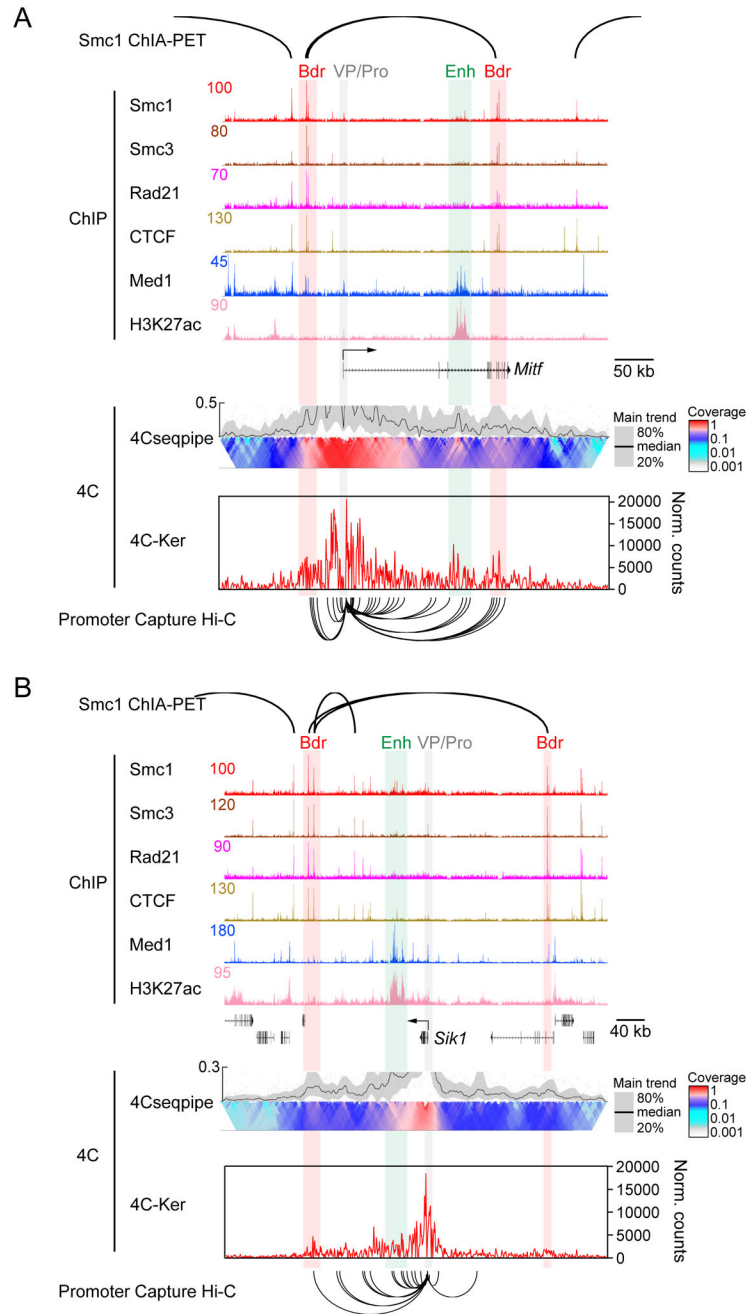 A
Smc1 ChIA-PET
Bdr VP/Pro Enh Bdr
100
Smc1
80
Smc3
70
Rad21
130
ChIP
CTCF
45
Med1
90
H3K27ac
Mitf
50 kb
0.5
4Cseqpipe
Main trend
80%
median
20%
Coverage
1
0.1
0.01
0.001
4C
4C-Ker
20000
15000
10000
5000
0
Norm. counts
Promoter Capture Hi-C
B
Smc1 ChIA-PET
Bdr Enh VP/Pro Bdr
Smc1 100
Smc3 120
Rad21 90
ChIP
CTCF 130
Med1 180
H3K27ac 95
Sik1
40 kb
0.3
4Cseqpipe
Main trend
80%
median
20%
Coverage
1
0.1
0.01
0.001
4C
4C-Ker
20000
15000
10000
5000
0
Norm. counts
Promoter Capture Hi-C